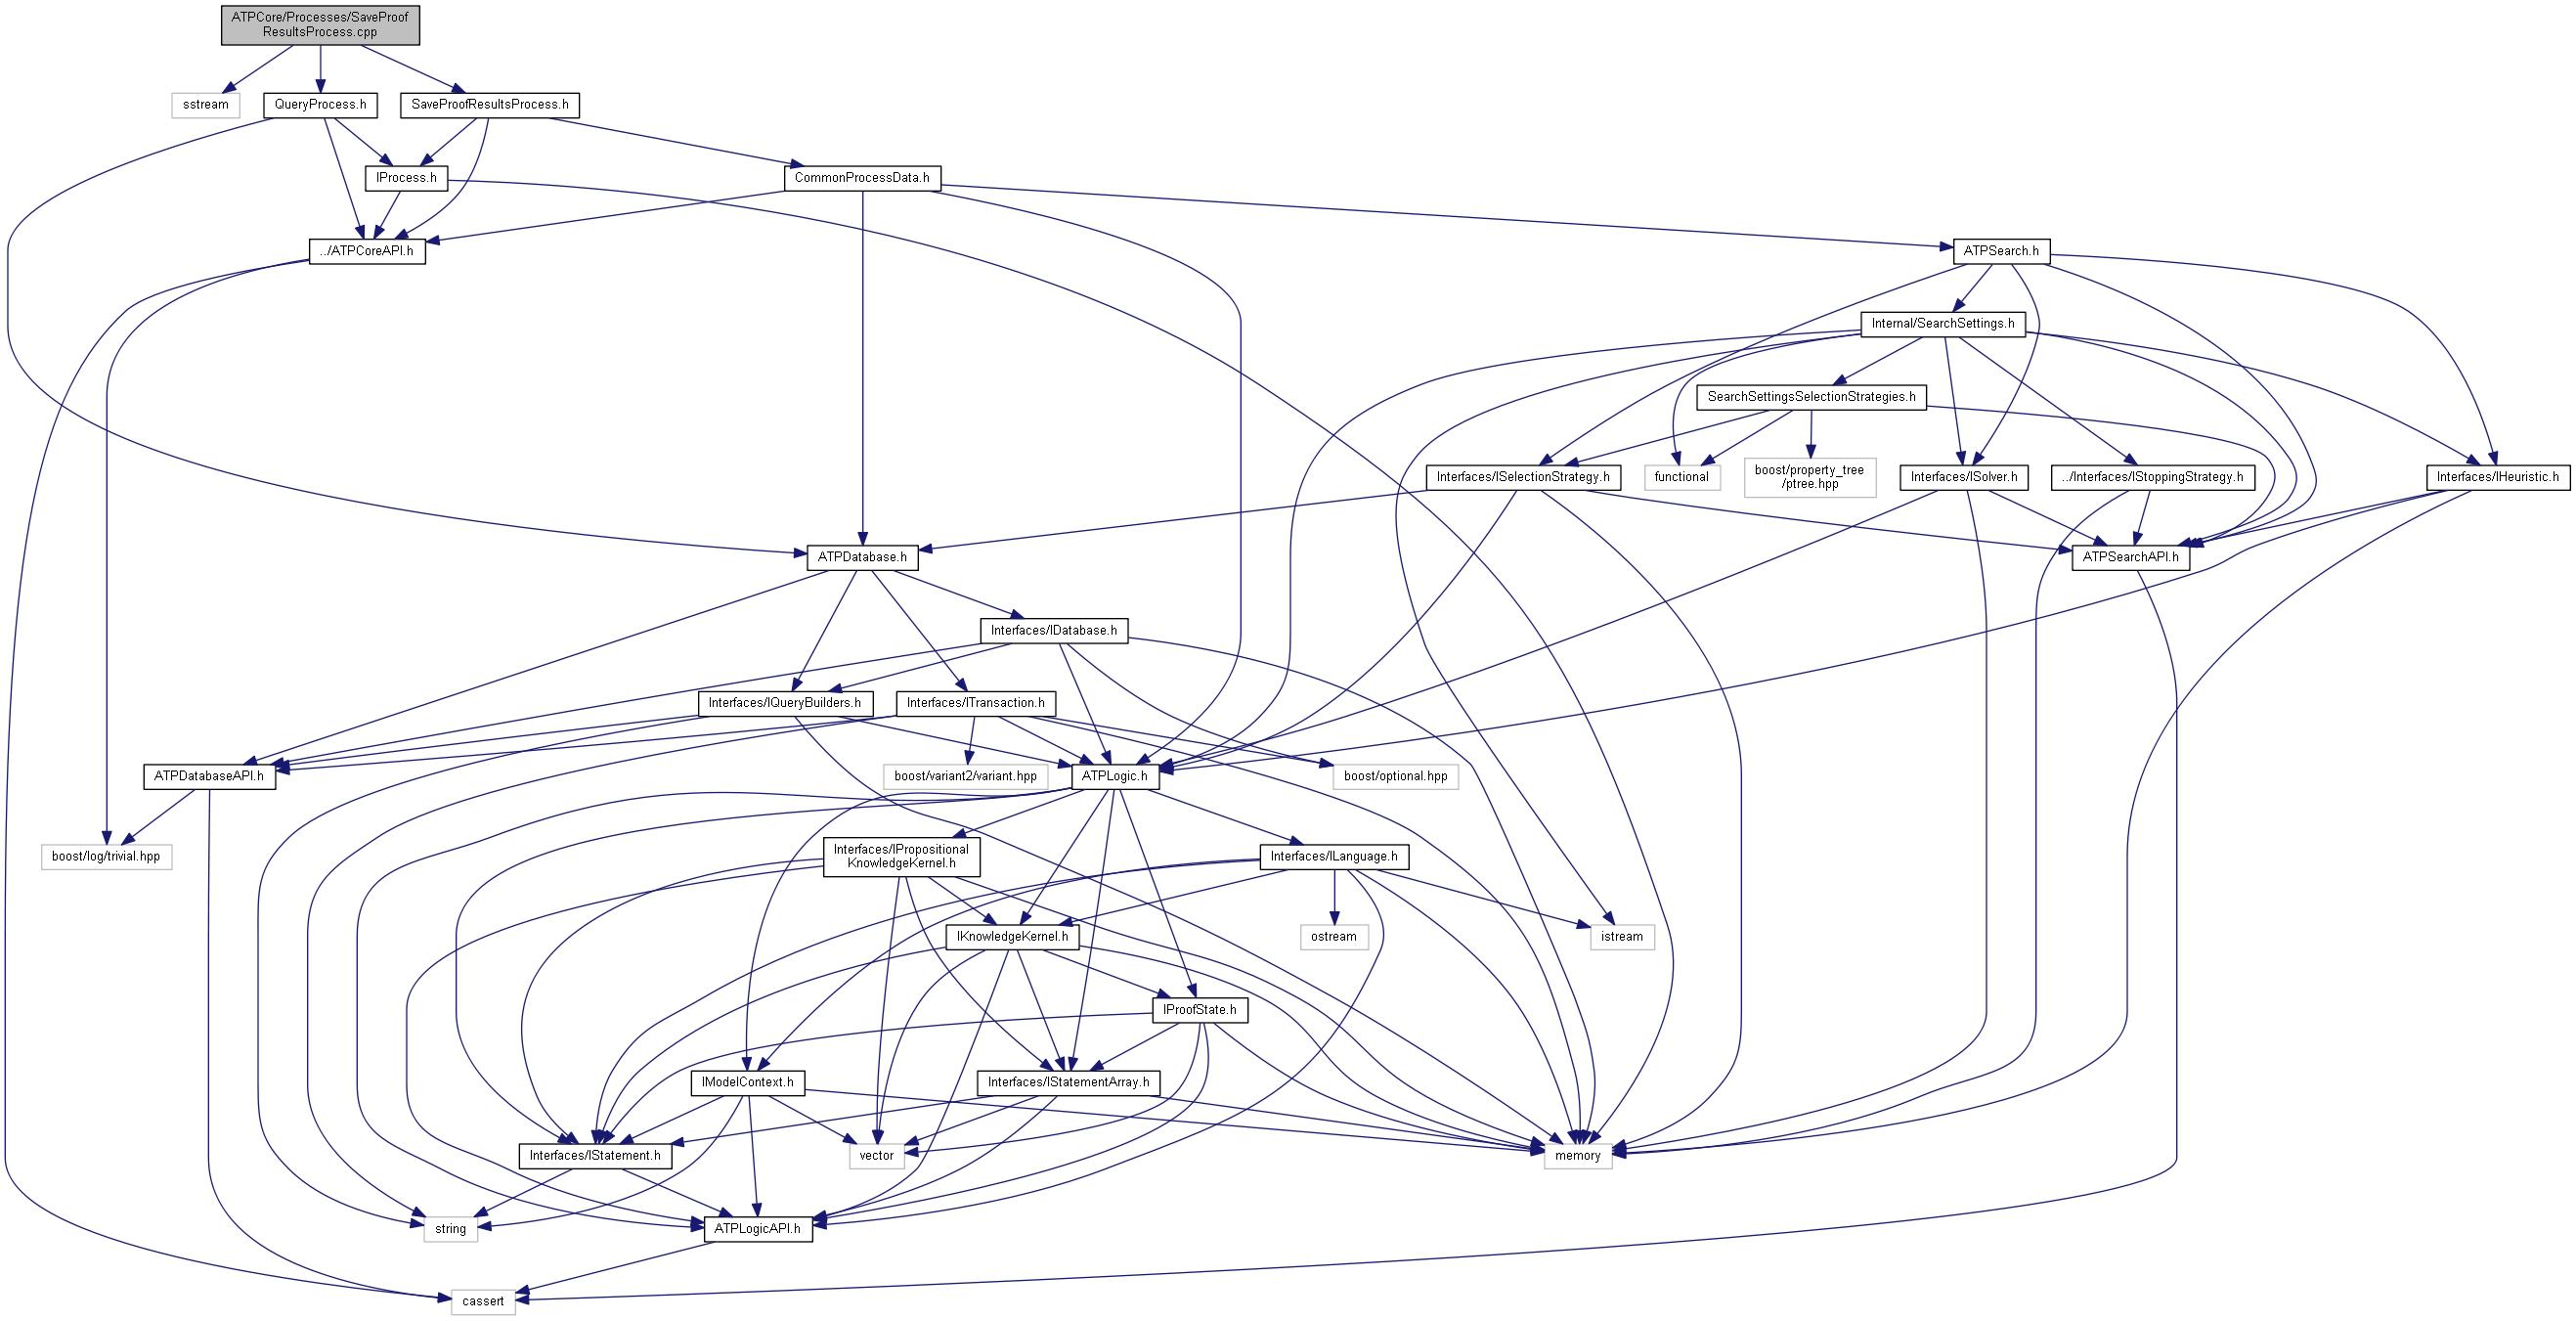 ATPCore/Processes/SaveProof
ResultsProcess.cpp
sstream
QueryProcess.h
SaveProofResultsProcess.h
IProcess.h
CommonProcessData.h
../ATPCoreAPI.h
ATPSearch.h
Internal/SearchSettings.h
SearchSettingsSelectionStrategies.h
Interfaces/ISelectionStrategy.h
functional
boost/property_tree
/ptree.hpp
Interfaces/ISolver.h
../Interfaces/IStoppingStrategy.h
Interfaces/IHeuristic.h
ATPDatabase.h
ATPSearchAPI.h
Interfaces/IDatabase.h
Interfaces/IQueryBuilders.h
Interfaces/ITransaction.h
ATPDatabaseAPI.h
boost/variant2/variant.hpp
ATPLogic.h
boost/optional.hpp
boost/log/trivial.hpp
Interfaces/IPropositional
KnowledgeKernel.h
Interfaces/ILanguage.h
IKnowledgeKernel.h
ostream
istream
IProofState.h
IModelContext.h
Interfaces/IStatementArray.h
Interfaces/IStatement.h
vector
memory
string
ATPLogicAPI.h
cassert